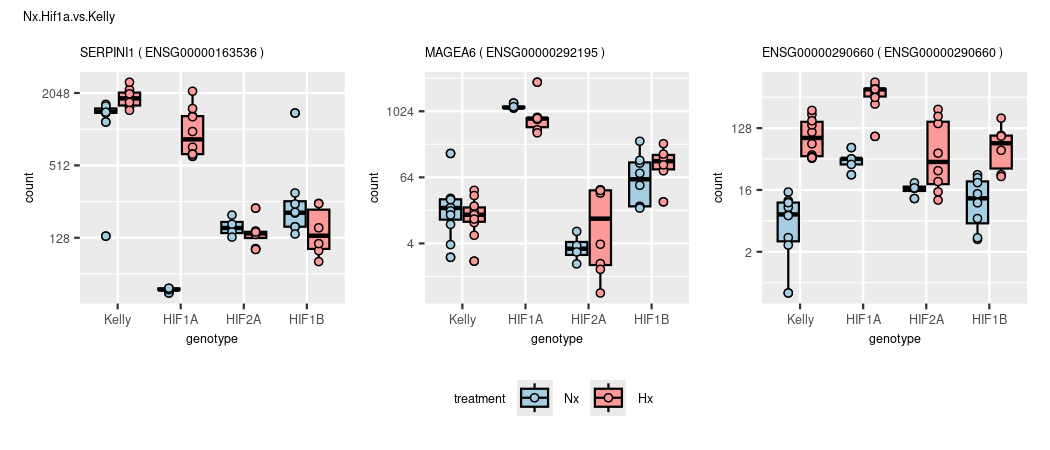 Nx.Hif1a.vs.Kelly
SERPINI1 ( ENSG00000163536 )
MAGEA6 ( ENSG00000292195 )
ENSG00000290660 ( ENSG00000290660 )
count
2048
512
128
Kelly HIF1A HIF2A HIF1B
genotype
count
1024
64
4
Kelly HIF1A HIF2A HIF1B
genotype
count
128
16
2
Kelly HIF1A HIF2A HIF1B
genotype
treatment Nx Hx